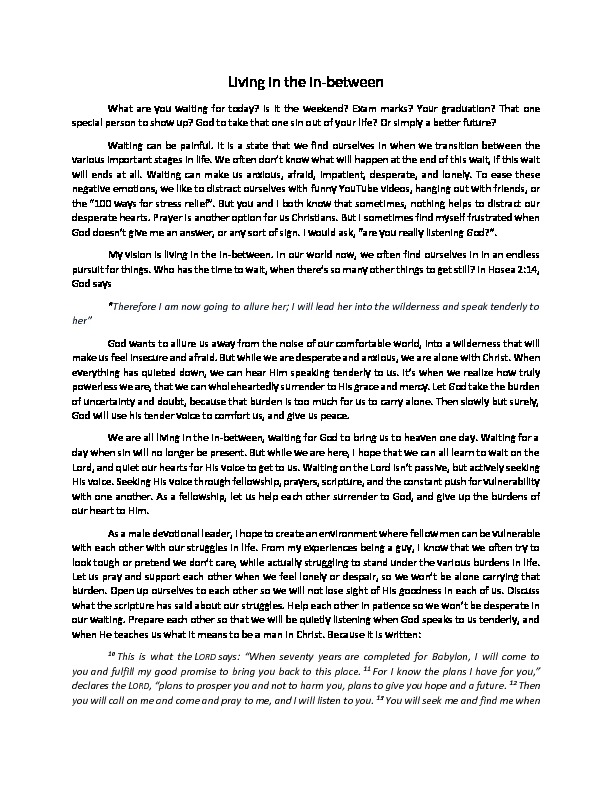 Living in the In-between
What are you waiting for today? Is it the weekend? Exam marks? Your graduation? That one
special person to show up? God to take that one sin out of your life? Or simply a better future?
Waiting can be painful. It is a state that we find ourselves in when we transition between the
various important stages in life. We often don't know what will happen at the end of this wait, if this wait
will ends at all. Waiting can make us anxious, afraid, impatient, desperate, and lonely. To ease these
negative emotions, we like to distract ourselves with funny YouTube videos, hanging out with friends, or
the "100 ways for stress relief". But you and I both know that sometimes, nothing helps to distract our
desperate hearts. Prayer is another option for us Christians. But I sometimes find myself frustrated when
God doesn't give me an answer, or any sort of sign. I would ask, "are you really listening God?".
My vision is living in the in-between. In our world now, we often find ourselves in in an endless
pursuit for things. Who has the time to wait, when there's so many other things to get still? In Hosea 2:14,
God says
"Therefore I am now going to allure her; I will lead her into the wilderness and speak tenderly to
her"
God wants to allure us away from the noise of our comfortable world, into a wilderness that will
make us feel insecure and afraid. But while we are desperate and anxious, we are alone with Christ. When
everything has quieted down, we can hear Him speaking tenderly to us. It's when we realize how truly
powerless we are, that we can wholeheartedly surrender to His grace and mercy. Let God take the burden
of uncertainty and doubt, because that burden is too much for us to carry alone. Then slowly but surely,
God will use his tender voice to comfort us, and give us peace.
We are all living in the in-between, waiting for God to bring us to heaven one day. Waiting for a
day when sin will no longer be present. But while we are here, I hope that we can all learn to wait on the
Lord, and quiet our hearts for His voice to get to us. Waiting on the Lord isn't passive, but actively seeking
His voice. Seeking His voice through fellowship, prayers, scripture, and the constant push for vulnerability
with one another. As a fellowship, let us help each other surrender to God, and give up the burdens of
our heart to Him.
As a male devotional leader, I hope to create an environment where fellow men can be vulnerable
with each other with our struggles in life. From my experiences being a guy, I know that we often try to
look tough or pretend we don't care, while actually struggling to stand under the various burdens in life.
Let us pray and support each other when we feel lonely or despair, so we won't be alone carrying that
burden. Open up ourselves to each other so we will not lose sight of His goodness in each of us. Discuss
what the scripture has said about our struggles. Help each other in patience so we won't be desperate in
our waiting. Prepare each other so that we will be quietly listening when God speaks to us tenderly, and
when He teaches us what it means to be a man in Christ. Because it is written:
10 This is what the LORD says: "When seventy years are completed for Babylon, I will come to
you and fulfill my good promise to bring you back to this place. 11 For I know the plans I have for you,"
declares the LORD, "plans to prosper you and not to harm you, plans to give you hope and a future. 12 Then
you will call on me and come and pray to me, and I will listen to you. 13 You will seek me and find me when